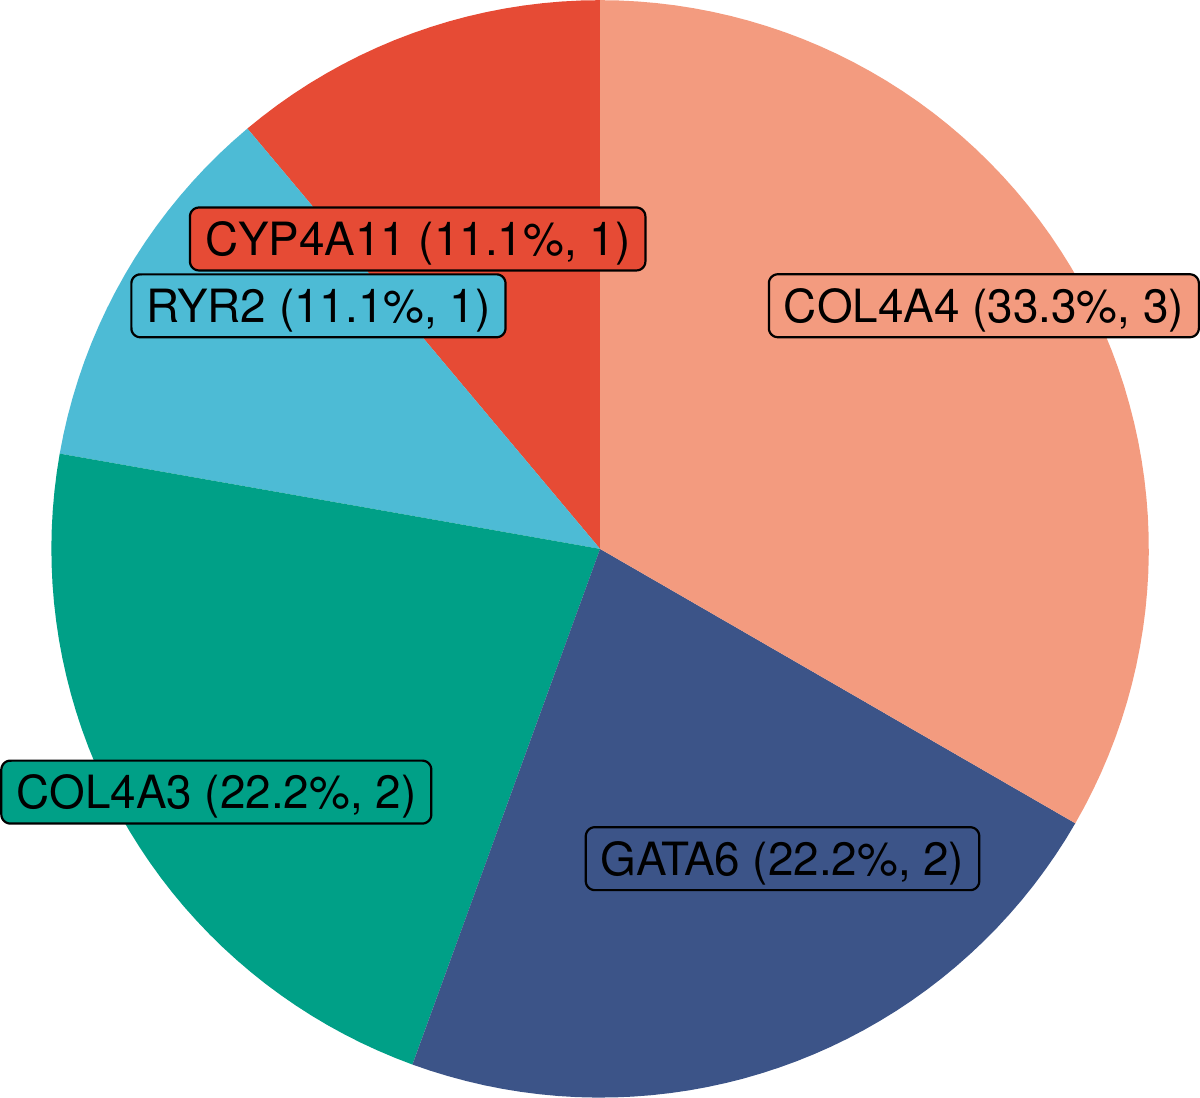 CYP4A11 (11.1%, 1)
RYR2 (11.1%, 1)
COL4A4 (33.3%, 3)
COL4A3 (22.2%, 2)
GATA6 (22.2%, 2)